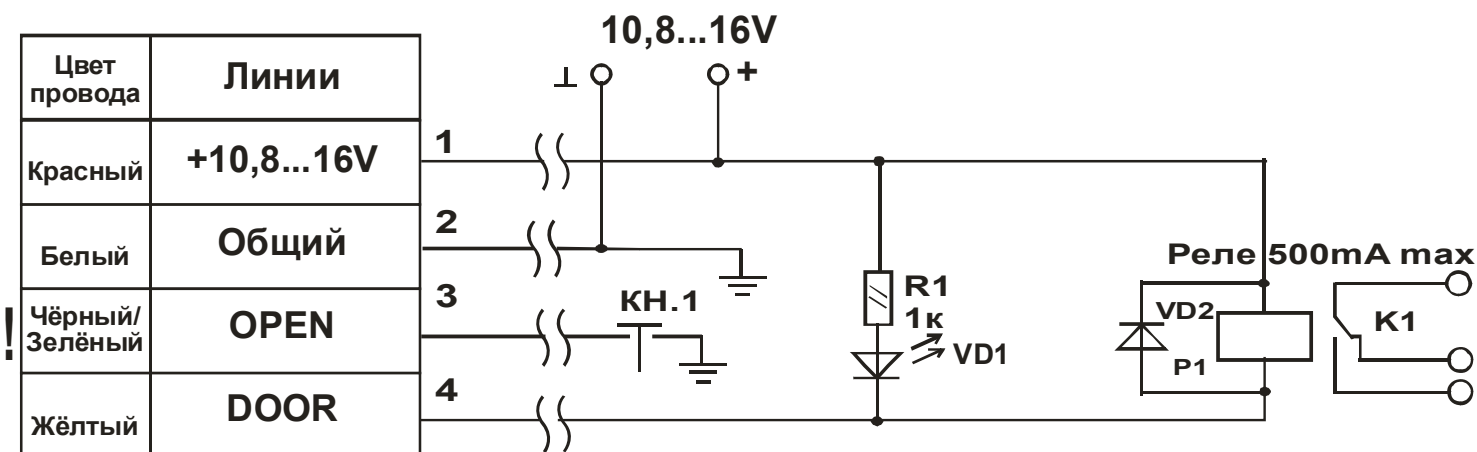 10,8...16V
⊥ +
Цвет
провода
Линии
Красный
+10,8...16V
1
Белый
Общий
2
!
Чёрный/
Зелёный
OPEN
3
Жёлтый
DOOR
4
КН.1
R1
1к
VD1
Реле 500mA max
VD2
P1
K1